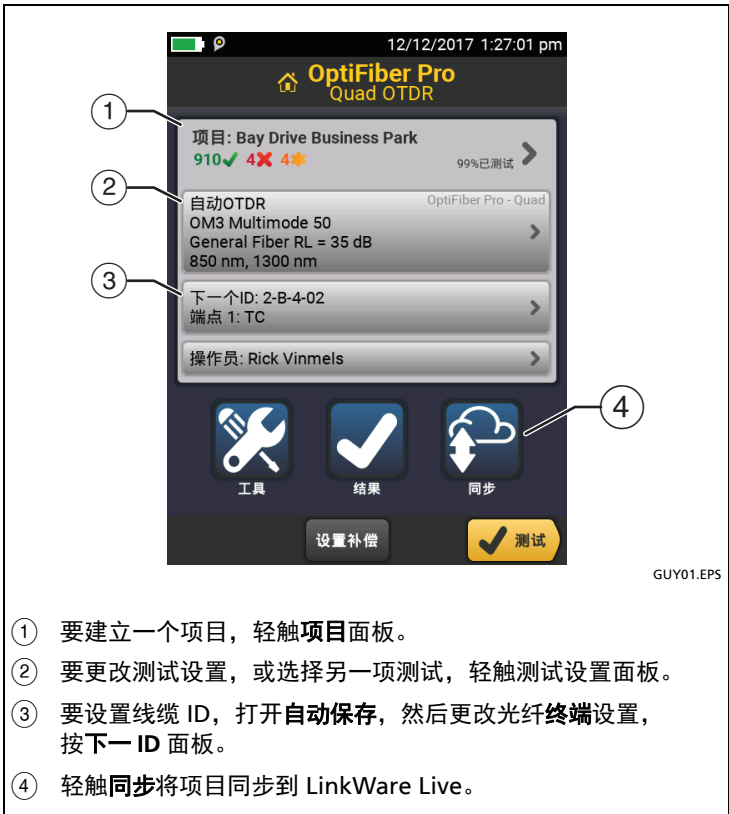 12/12/2017 1:27:01 pm
OptiFiber Pro
Quad OTDR
1
项目: Bay Drive Business Park
910 4 4
99%已测试
2
自动OTDR
OptiFiber Pro - Quad
OM3 Multimode 50
General Fiber RL = 35 dB
850 nm, 1300 nm
3
下一个ID: 2-B-4-02
端点 1: TC
操作员: Rick Vinmels
4
工具 结果 同步
设置补偿 测试
GUY01.EPS
① 要建立一个项目，轻触项目面板。
② 要更改测试设置，或选择另一项测试，轻触测试设置面板。
③ 要设置线缆 ID，打开自动保存，然后更改光纤终端设置，
按下一 ID 面板。
④ 轻触同步将项目同步到 LinkWare Live。